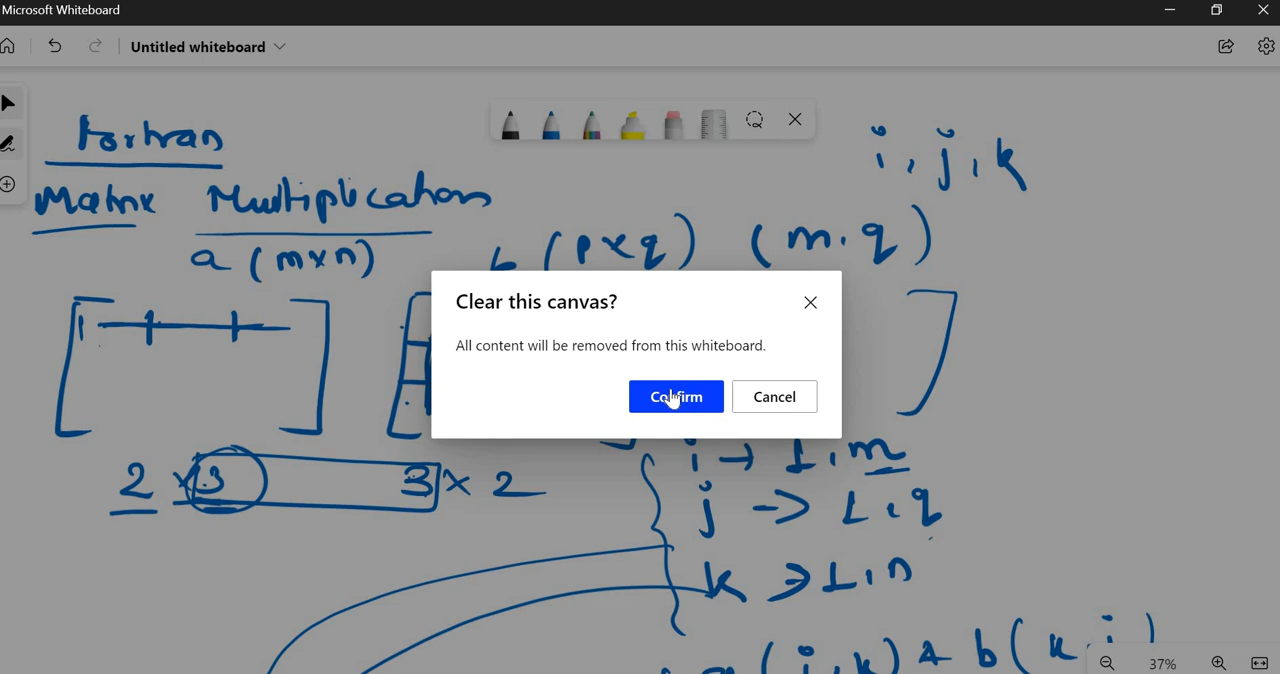 Microsoft Whiteboard
Untitled whiteboard
Fortran
i, j, k
Matrix Multiplication
a (m×n) b (p×q) (m, q)
Clear this canvas?
All content will be removed from this whiteboard.
Confirm Cancel
2 × 3 3 × 2
i → 1, m
j → 1, q
k → 1, n
a (i, k) * b (k, j)
37%